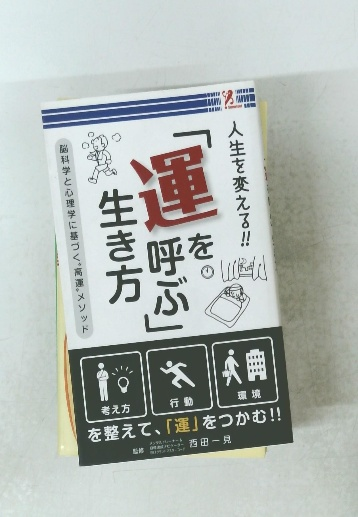 人生を変える!!
「運を
呼ぶ」
生き方
脳科学と心理学に基づく“高運”メソッド
考え方
行動
環境
を整えて、「運」をつかむ!!
監修
西田一見